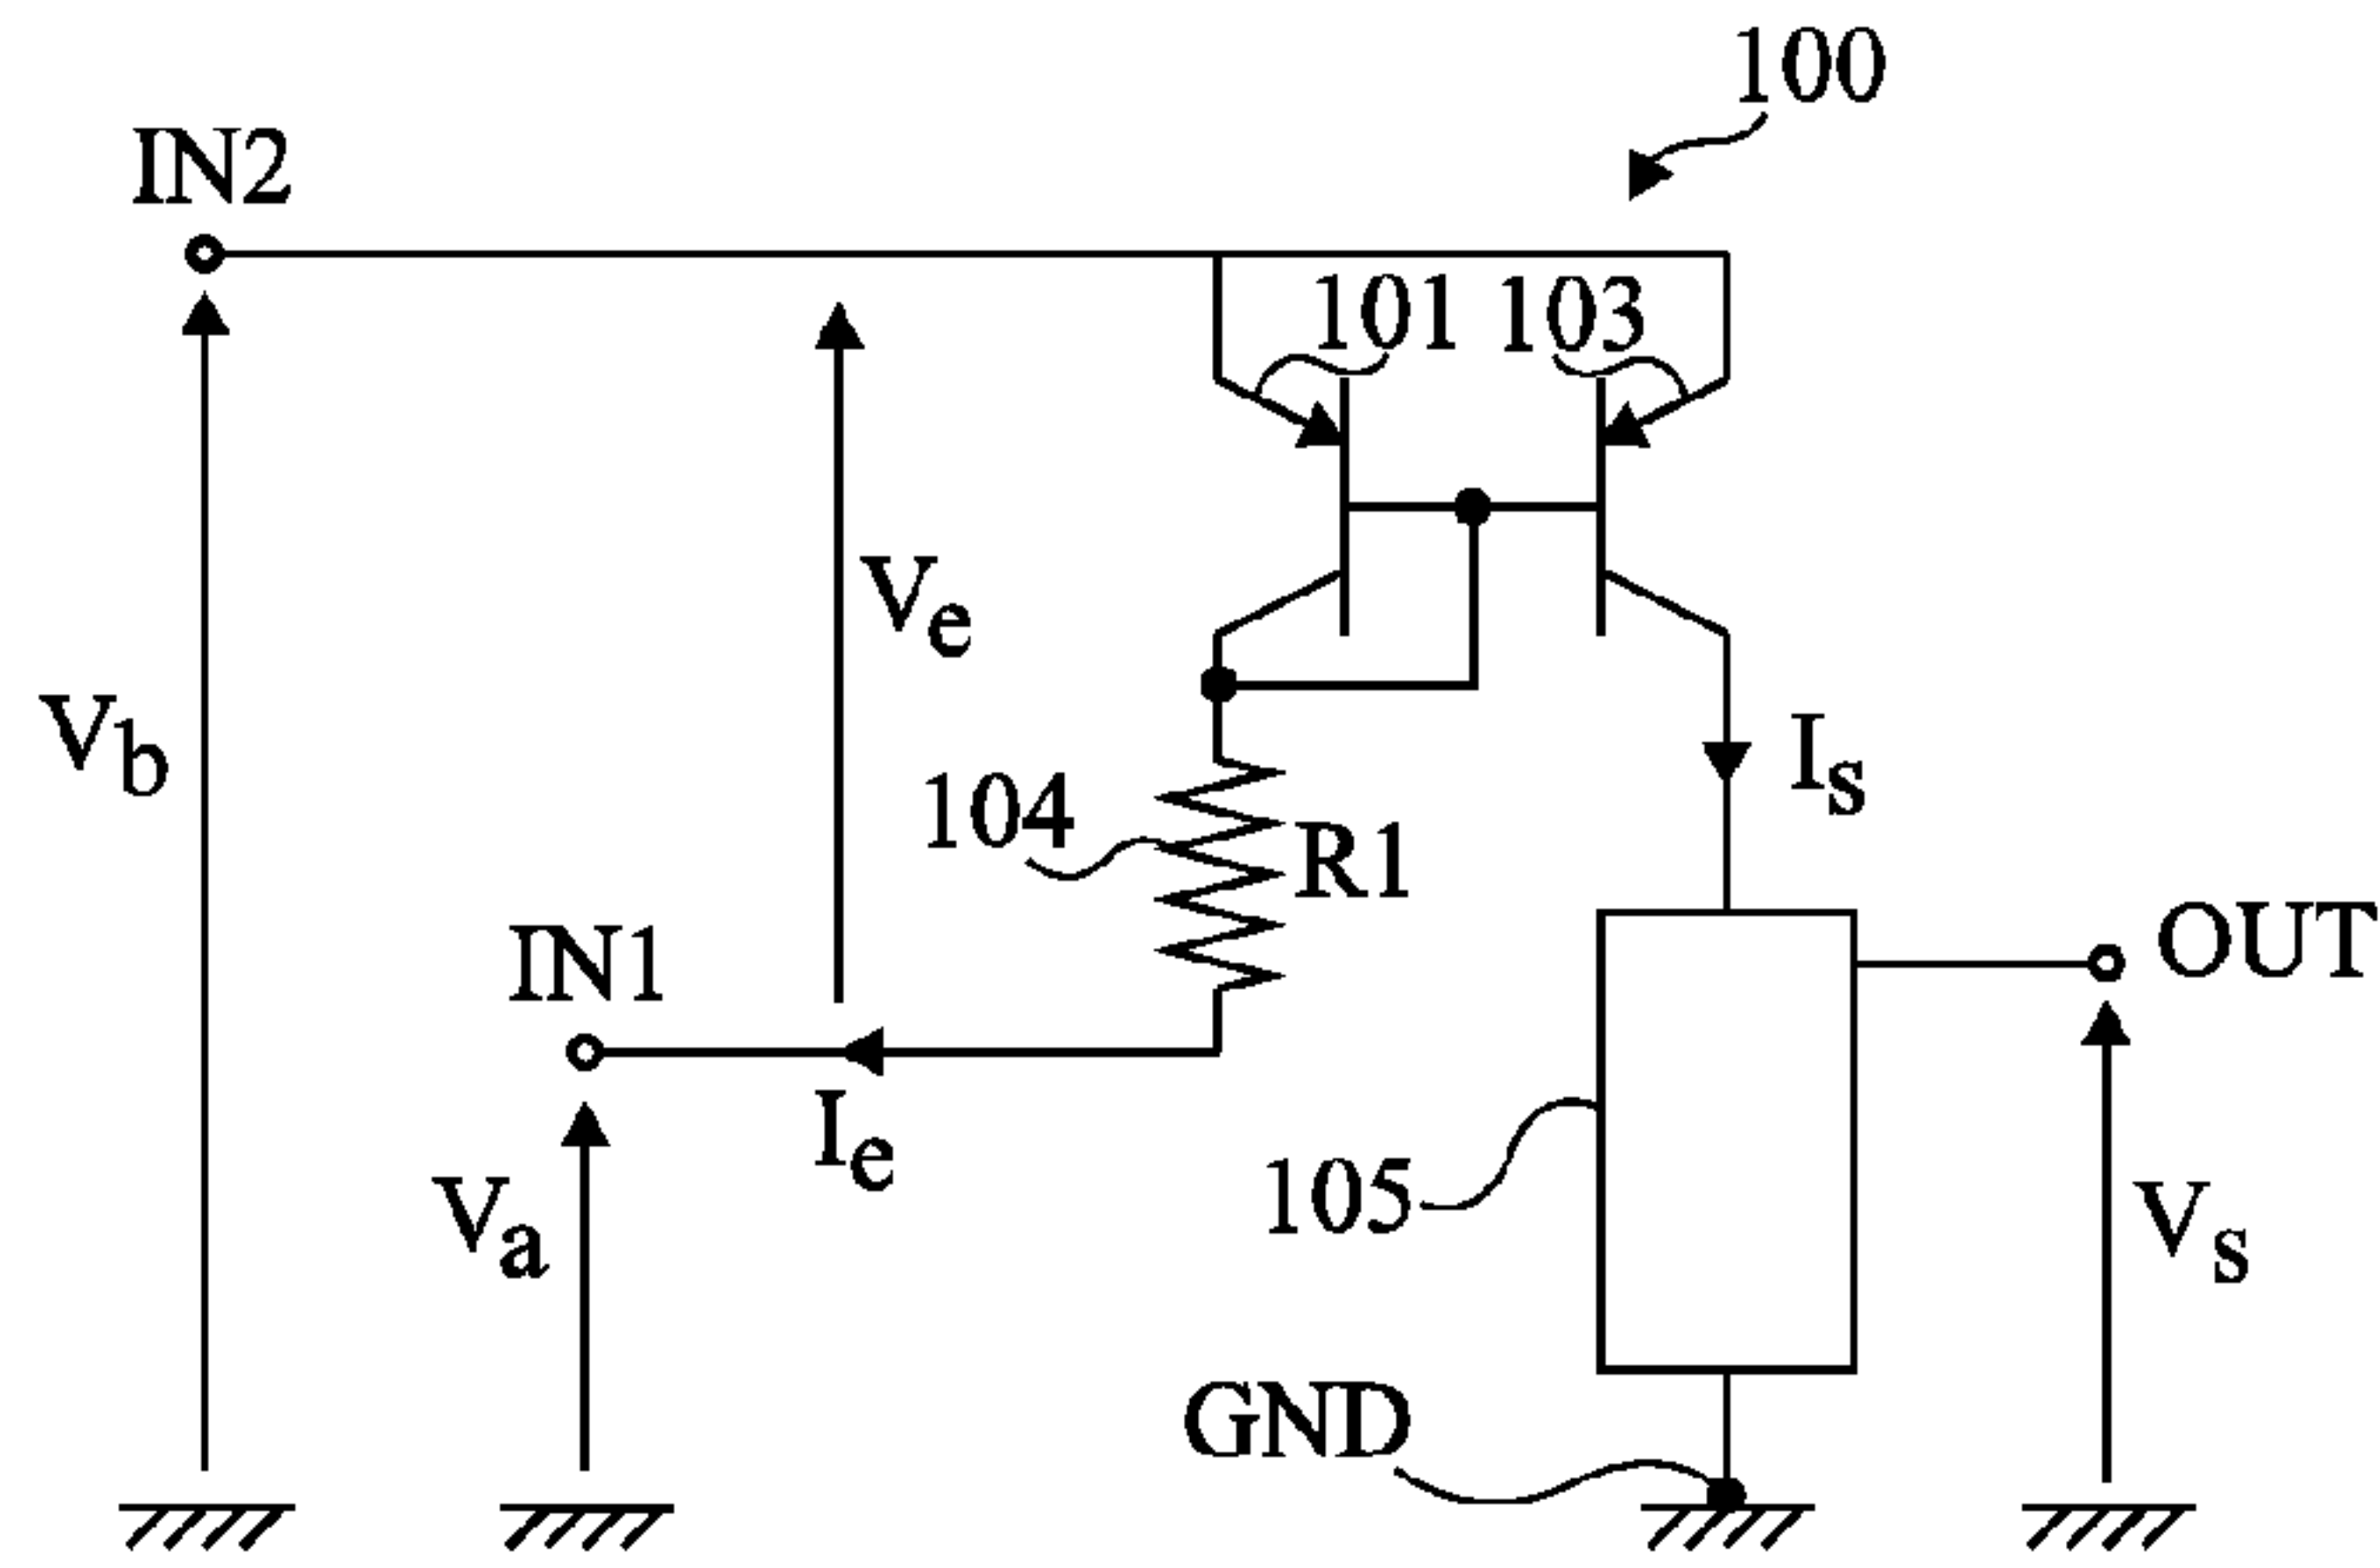 100
IN2
101 103
Ve
Vb
Is
104
R1
OUT
IN1
Ie
Va
105
Vs
GND